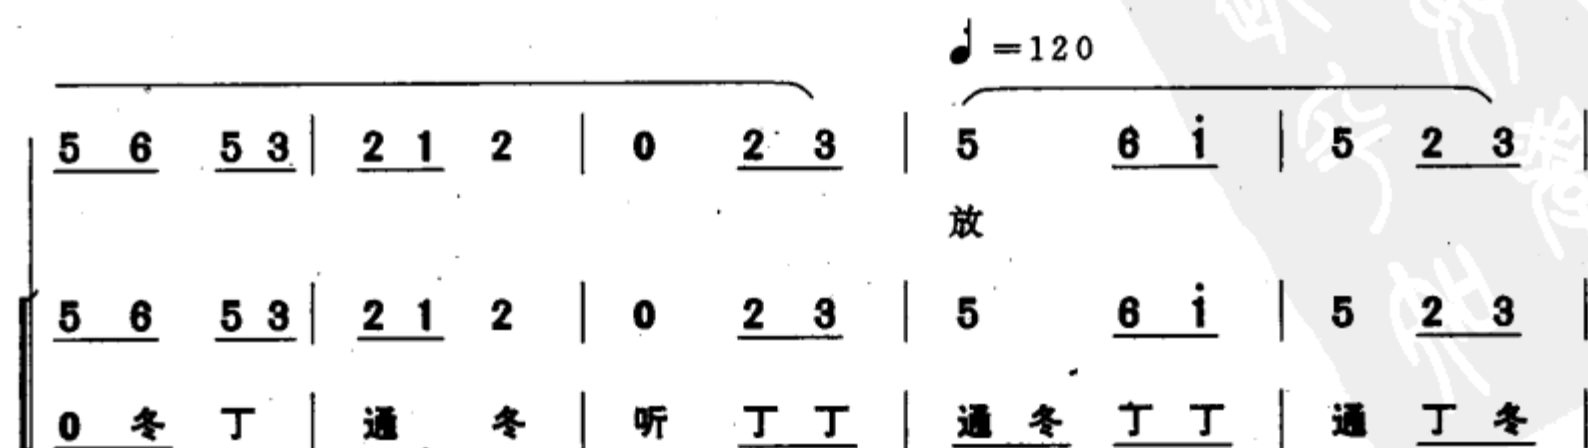 ♩=120
5 6 5 3 | 2 1 2 | 0 2 3 | 5 6 i | 5 2 3 |
放
5 6 5 3 | 2 1 2 | 0 2 3 | 5 6 i | 5 2 3 |
0 冬 丁 | 通 冬 | 听 丁 丁 | 通 冬 丁 丁 | 通 丁 冬